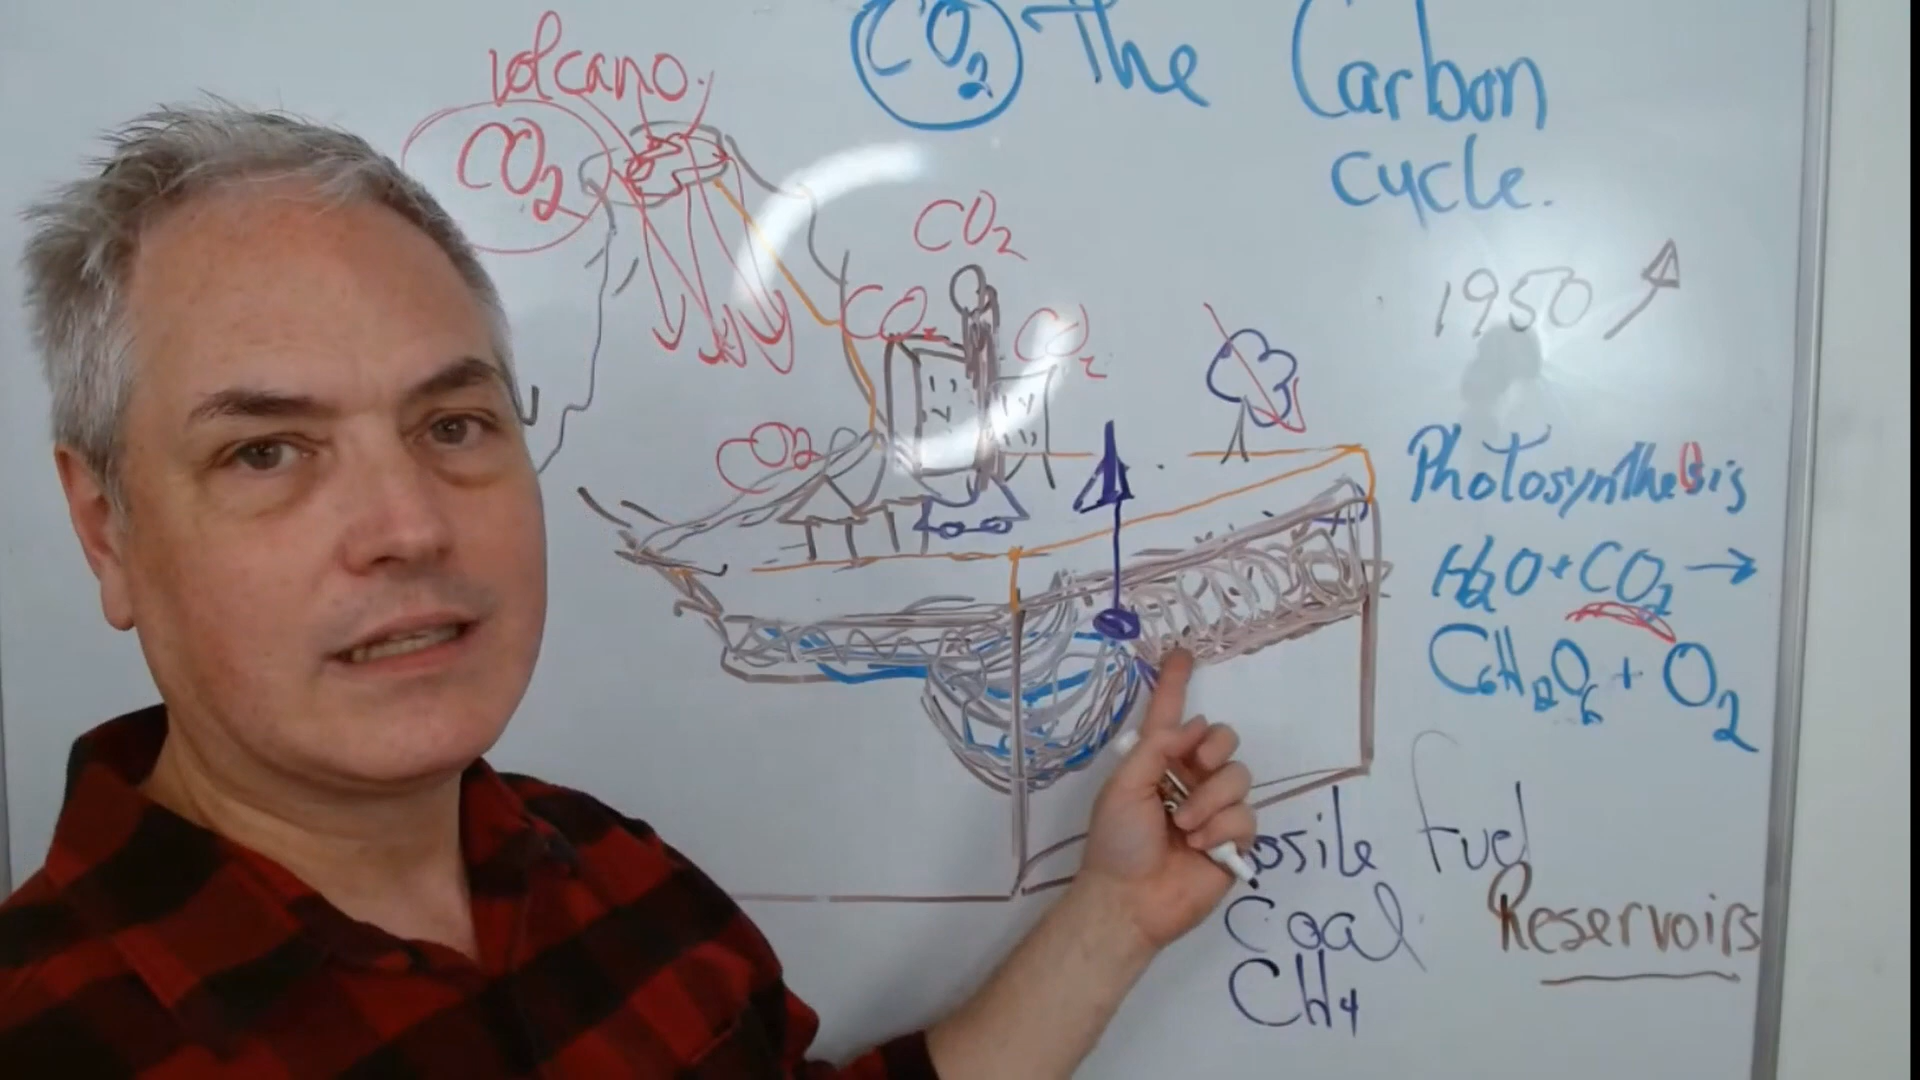 volcano.
CO2
CO2 The Carbon
cycle.
CO2
CO2
CO2
CO2
1950
Photosynthesis
H2O + CO2 →
C6H12O6 + O2
osile Fuel
Coal
CH4
Reservoirs